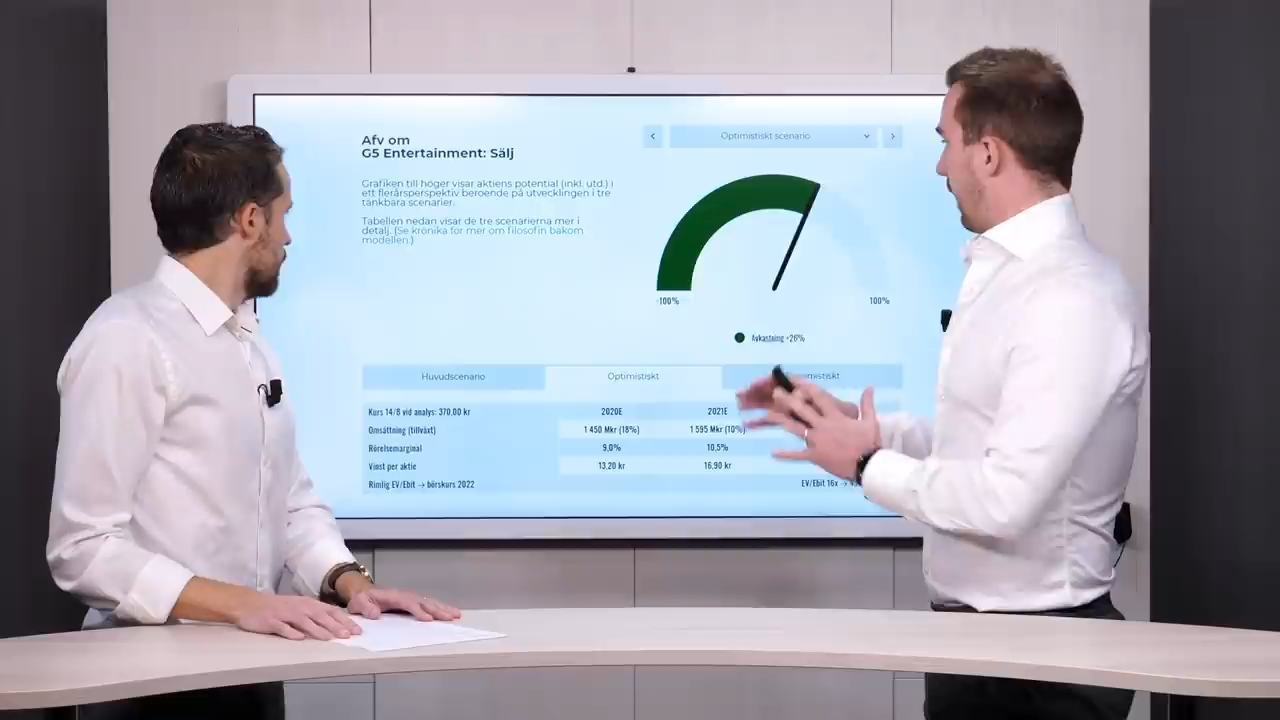 Afv om
G5 Entertainment: Sälj
Optimistiskt scenario
Grafiken till höger visar aktiens potential (inkl. utd.) i
ett flerårsperspektiv beroende på utvecklingen i tre
tänkbara scenarier.
Tabellen nedan visar de tre scenarierna mer i
detalj. (Se krönika för mer om filosofin bakom
modellen.)
-100%
100%
Avkastning +26%
Huvudscenario
Optimistiskt
Kurs 14/8 vid analys: 370,00 kr
2020E
2021E
Omsättning (tillväxt)
1 450 Mkr (18%)
1 595 Mkr (10%)
Rörelsemarginal
9,0%
10,5%
Vinst per aktie
13,20 kr
16,90 kr
Rimlig EV/Ebit → börskurs 2022
EV/Ebit 16x →